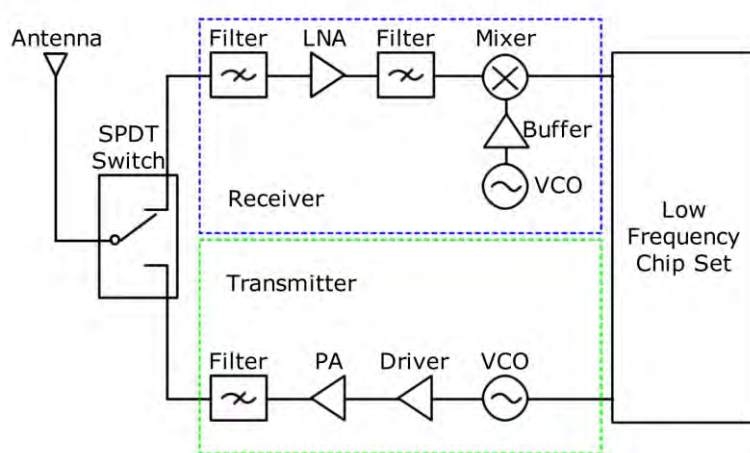 Antenna
Filter
LNA
Filter
Mixer
SPDT
Switch
Buffer
VCO
Receiver
Low
Frequency
Chip Set
Transmitter
Filter
PA
Driver
VCO